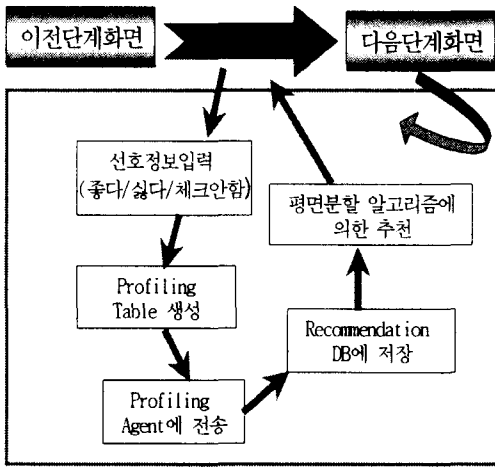 이전단계화면
다음단계화면
선호정보입력
(좋다/싫다/체크안함)
Profiling
Table 생성
Profiling
Agent에 전송
Recommendation
DB에 저장
평면분할 알고리즘에
의한 추천